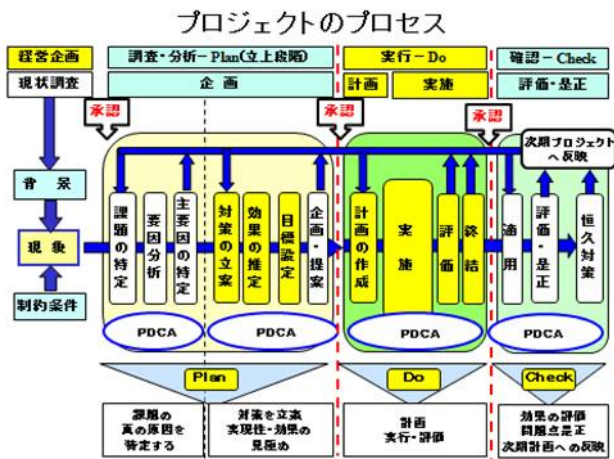 プロジェクトのプロセス
経営企画
調査・分析－Plan(立上段階)
実行－Do
確認－Check
現状調査
企 画
計画
実施
評価・是正
承認
承認
承認
次期プロジェクト
へ反映
背 景
現象
制約条件
課題の特定
要因分析
主要因の特定
対策の立案
効果の推定
目標設定
企画・提案
計画の作成
実施
評価
終結
適用
評価・是正
恒久対策
PDCA
PDCA
PDCA
PDCA
Plan
Do
Check
課題の
真の原因を
特定する
対策を立案
実現性・効果の
見極め
計画
実行・評価
効果の評価
問題点是正
次期計画への反映